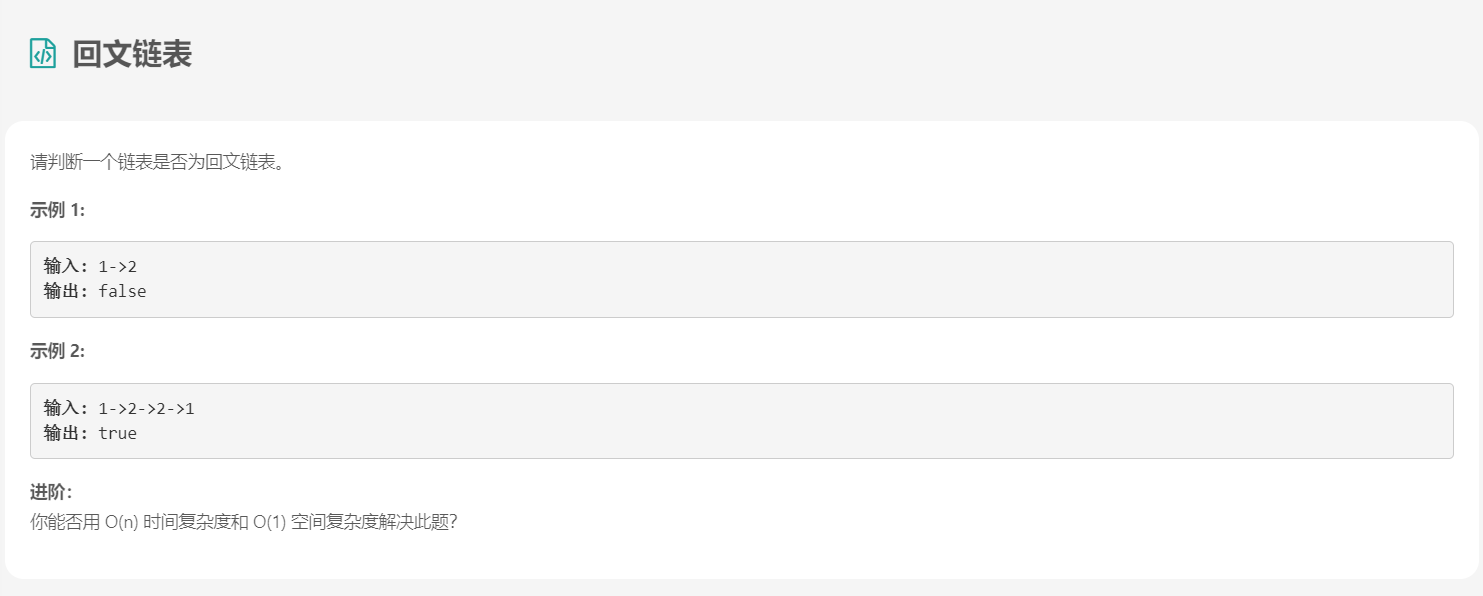 回文链表
请判断一个链表是否为回文链表。
示例 1:
输入: 1->2
输出: false
示例 2:
输入: 1->2->2->1
输出: true
进阶：
你能否用 O(n) 时间复杂度和 O(1) 空间复杂度解决此题？